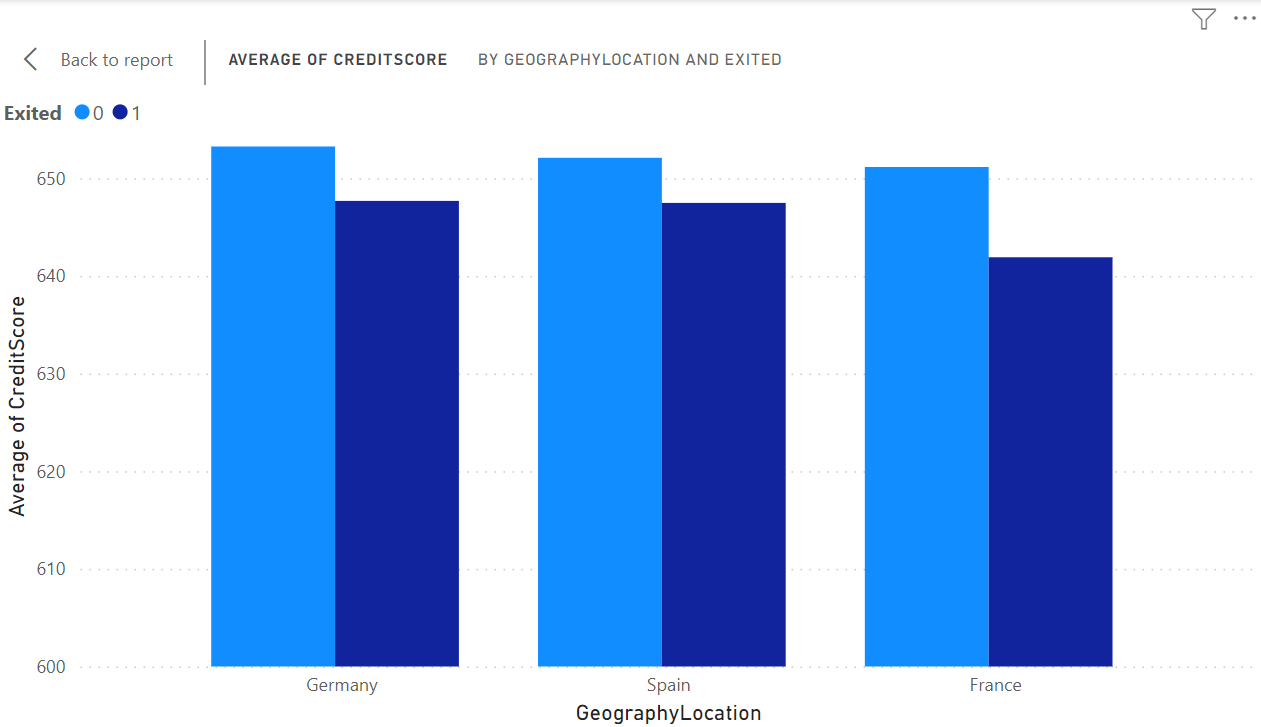 Back to report
AVERAGE OF CREDITSCORE BY GEOGRAPHYLOCATION AND EXITED
Exited 0 1
Average of CreditScore
650
640
630
620
610
600
Germany Spain France
GeographyLocation